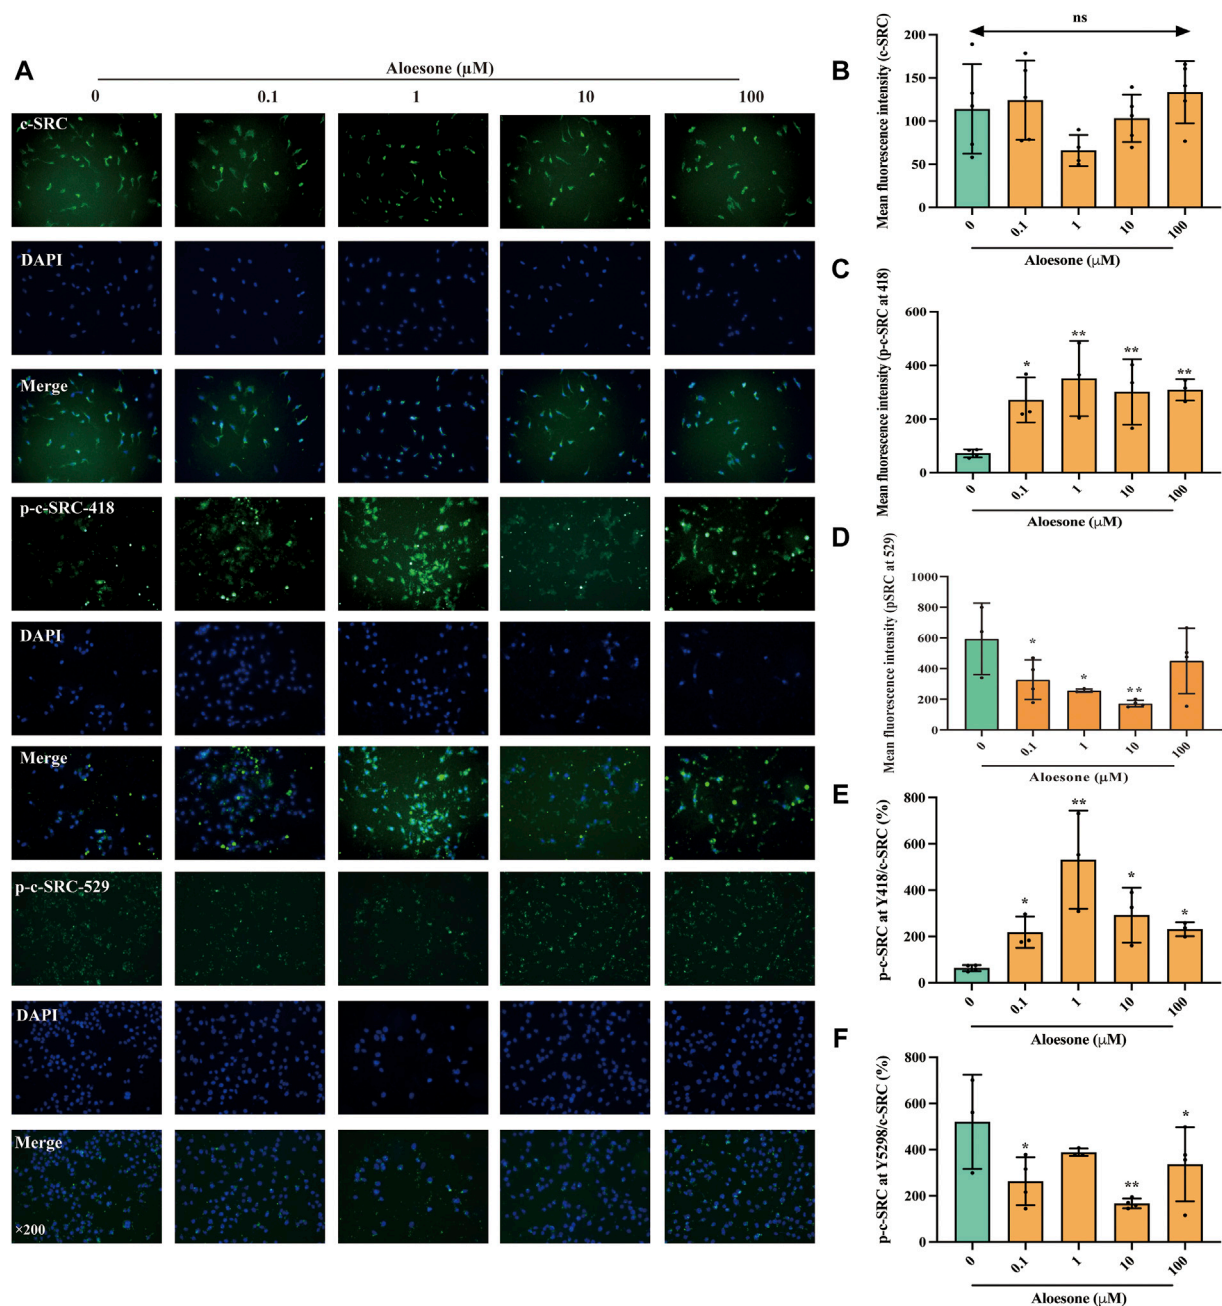 A
Aloesone (μM)
0 0.1 1 10 100
c-SRC
DAPI
Merge
p-c-SRC-418
DAPI
Merge
p-c-SRC-529
DAPI
Merge
×200
B
ns
Mean fluorescence intensity (c-SRC)
200
150
100
50
0
0 0.1 1 10 100
Aloesone (μM)
C
Mean fluorescence intensity (p-c-SRC at 418)
600
400
200
0
* ** ** **
0 0.1 1 10 100
Aloesone (μM)
D
Mean fluorescence intensity (pSRC at 529)
1000
800
600
400
200
0
* * **
0 0.1 1 10 100
Aloesone (μM)
E
p-c-SRC at Y418/c-SRC (%)
800
600
400
200
0
* ** * *
0 0.1 1 10 100
Aloesone (μM)
F
p-c-SRC at Y5298/c-SRC (%)
800
600
400
200
0
* ** *
0 0.1 1 10 100
Aloesone (μM)